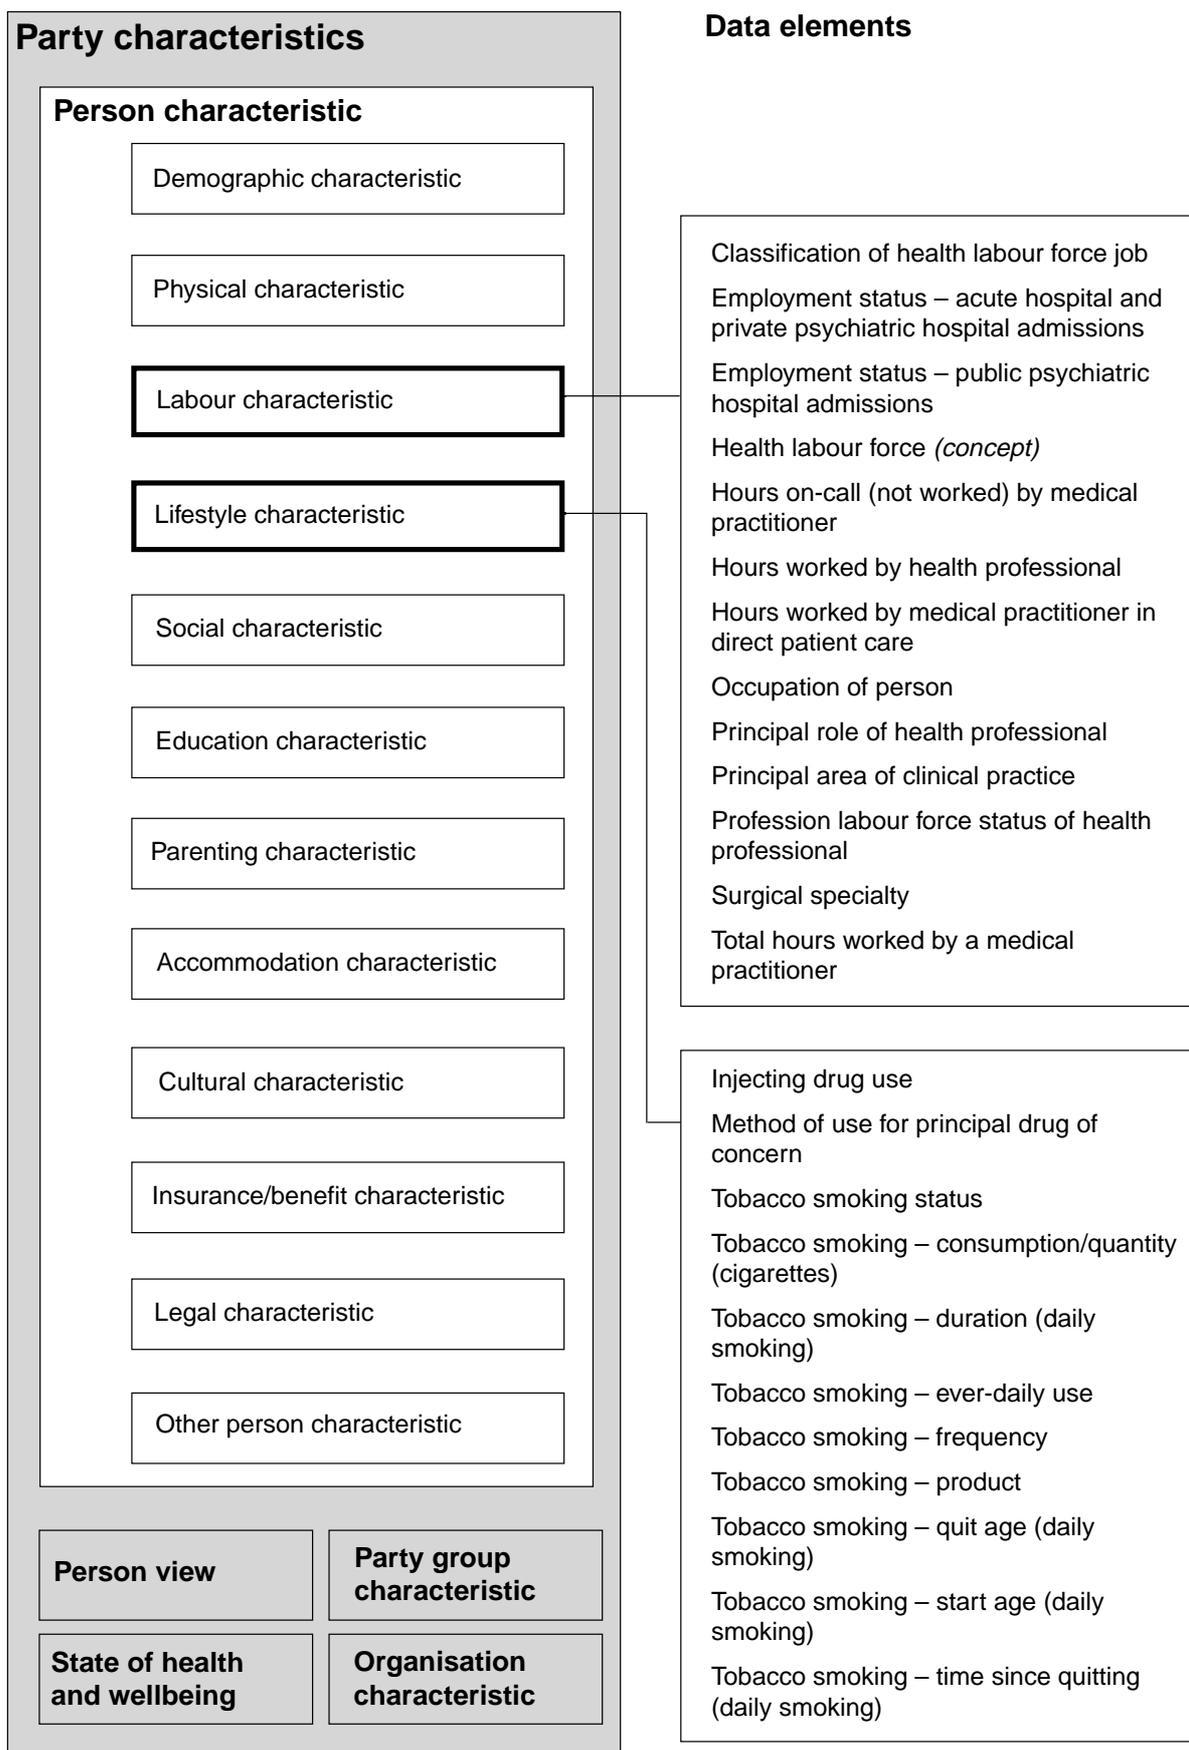 Party characteristics
Person characteristic
Demographic characteristic
Physical characteristic
Labour characteristic
Lifestyle characteristic
Social characteristic
Education characteristic
Parenting characteristic
Accommodation characteristic
Cultural characteristic
Insurance/benefit characteristic
Legal characteristic
Other person characteristic
Person view
Party group
characteristic
State of health
and wellbeing
Organisation
characteristic
Data elements
Classification of health labour force job
Employment status – acute hospital and
private psychiatric hospital admissions
Employment status – public psychiatric
hospital admissions
Health labour force (concept)
Hours on-call (not worked) by medical
practitioner
Hours worked by health professional
Hours worked by medical practitioner in
direct patient care
Occupation of person
Principal role of health professional
Principal area of clinical practice
Profession labour force status of health
professional
Surgical specialty
Total hours worked by a medical
practitioner
Injecting drug use
Method of use for principal drug of
concern
Tobacco smoking status
Tobacco smoking – consumption/quantity
(cigarettes)
Tobacco smoking – duration (daily
smoking)
Tobacco smoking – ever-daily use
Tobacco smoking – frequency
Tobacco smoking – product
Tobacco smoking – quit age (daily
smoking)
Tobacco smoking – start age (daily
smoking)
Tobacco smoking – time since quitting
(daily smoking)